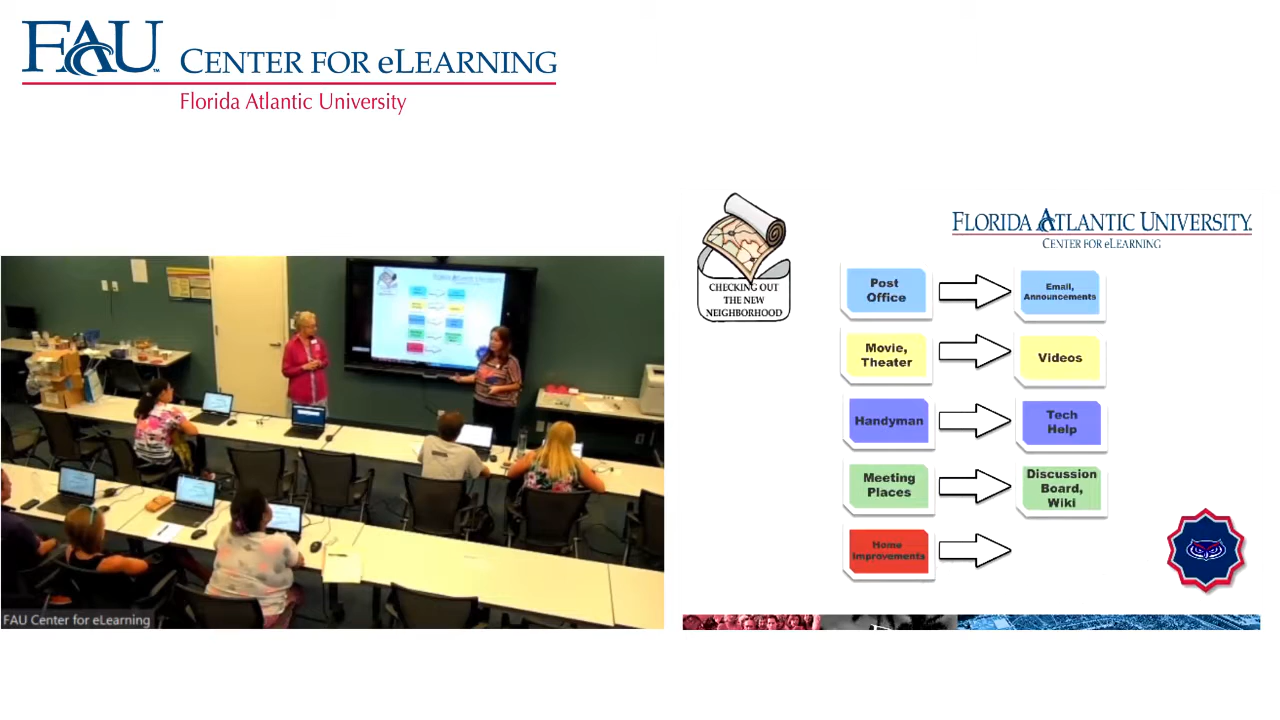 FAU
CENTER FOR eLEARNING
Florida Atlantic University
FLORIDA ATLANTIC UNIVERSITY
CENTER FOR eLEARNING
CHECKING OUT
THE NEW
NEIGHBORHOOD
Post
Office
Email,
Announcements
Movie,
Theater
Videos
Handyman
Tech
Help
Meeting
Places
Discussion
Board,
Wiki
Home
Improvements
FAU Center for eLearning